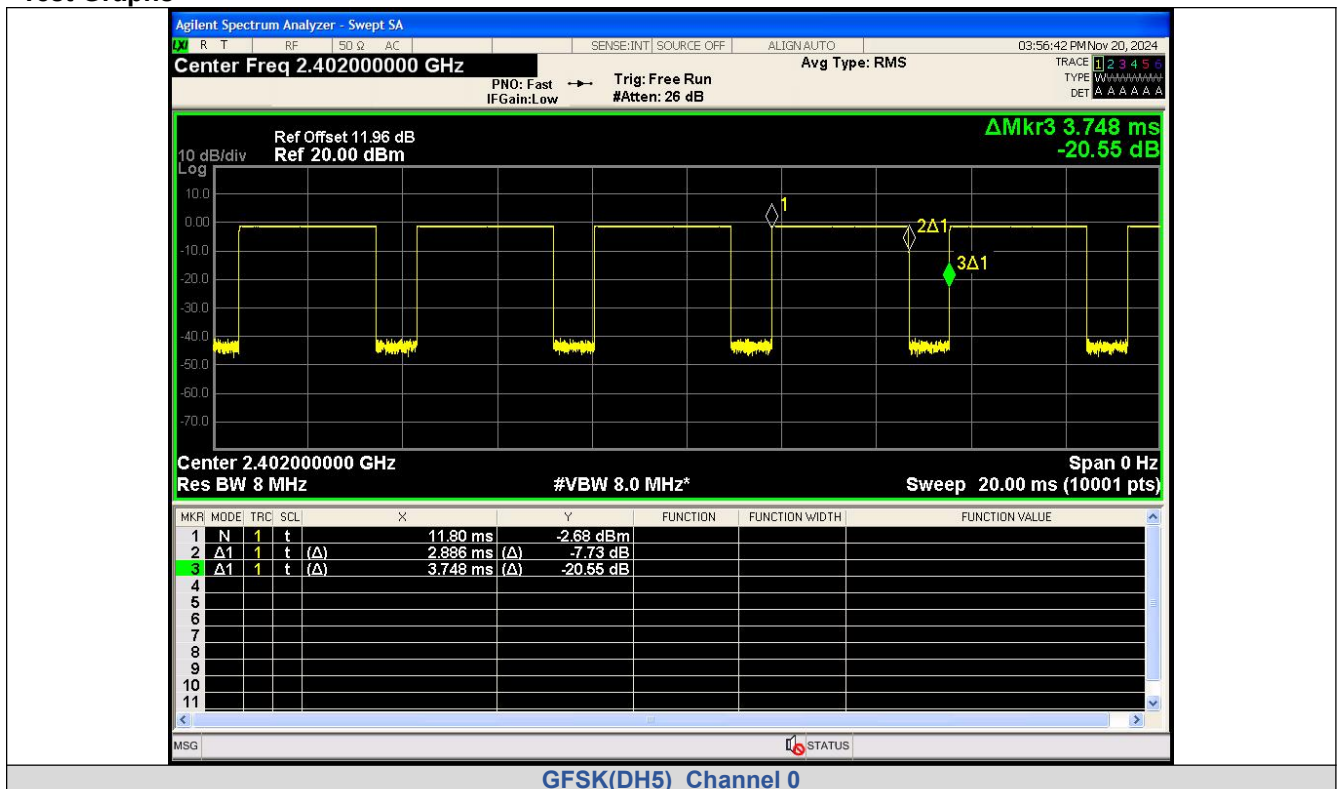 Agilent Spectrum Analyzer - Swept SA
LXI R T RF 50 Ω AC SENSE:INT SOURCE OFF ALIGN AUTO 03:56:42 PM Nov 20, 2024
Center Freq 2.402000000 GHz
Avg Type: RMS
TRACE 1 2 3 4 5 6
PNO: Fast Trig: Free Run
TYPE WWWWWW
IFGain:Low #Atten: 26 dB
DET A A A A A A
ΔMkr3 3.748 ms
Ref Offset 11.96 dB
10 dB/div Ref 20.00 dBm -20.55 dB
Log
10.0
1
0.00
2Δ1
-10.0
3Δ1
-20.0
-30.0
-40.0
-50.0
-60.0
-70.0
Center 2.402000000 GHz Span 0 Hz
Res BW 8 MHz #VBW 8.0 MHz* Sweep 20.00 ms (10001 pts)
MKR MODE TRC SCL X Y FUNCTION FUNCTION WIDTH FUNCTION VALUE
1 N 1 t 11.80 ms -2.68 dBm
2 Δ1 1 t (Δ) 2.886 ms (Δ) -7.73 dB
3 Δ1 1 t (Δ) 3.748 ms (Δ) -20.55 dB
4
5
6
7
8
9
10
11
MSG STATUS
GFSK(DH5) Channel 0